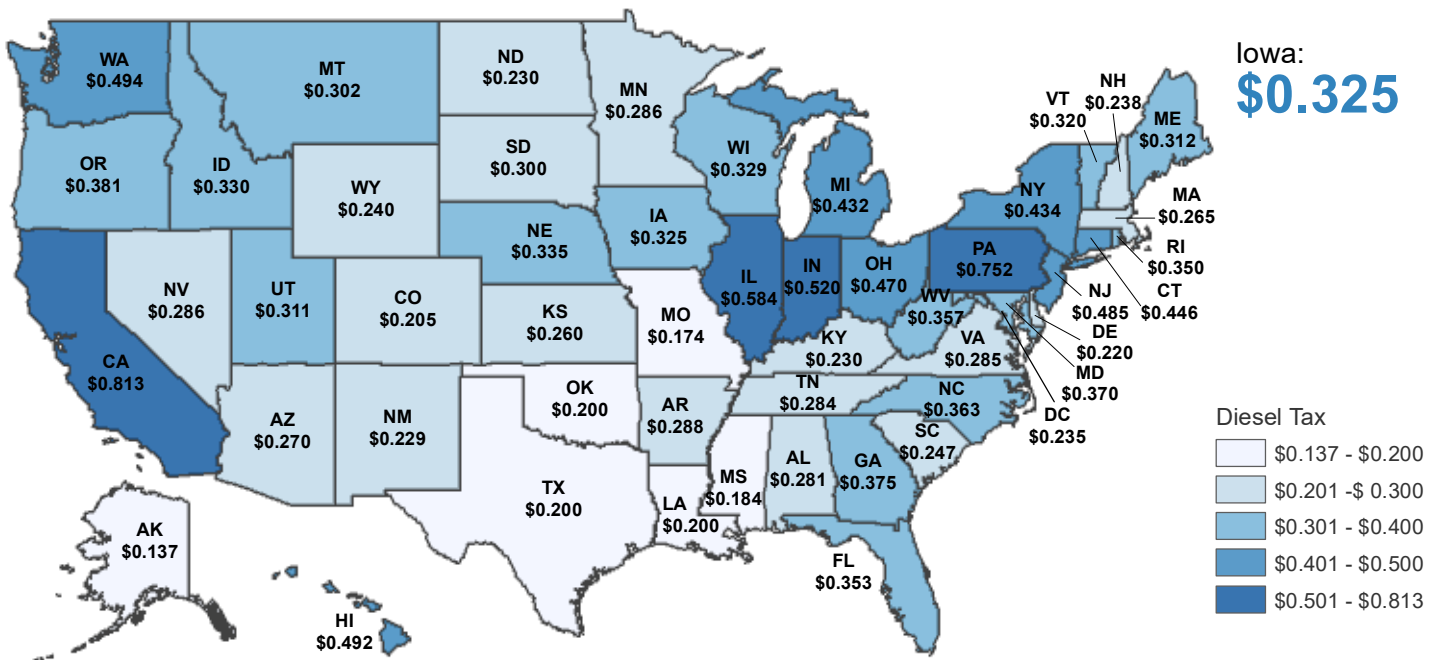 WA
$0.494
MT
$0.302
ND
$0.230
MN
$0.286
Iowa:
$0.325
NH
$0.238
VT
$0.320
ME
$0.312
OR
$0.381
ID
$0.330
WY
$0.240
SD
$0.300
WI
$0.329
MI
$0.432
NY
$0.434
MA
$0.265
RI
$0.350
CT
$0.446
NJ
$0.485
DE
$0.220
MD
$0.370
DC
$0.235
NE
$0.335
IA
$0.325
IL
$0.584
IN
$0.520
OH
$0.470
PA
$0.752
NV
$0.286
UT
$0.311
CO
$0.205
KS
$0.260
MO
$0.174
KY
$0.230
WV
$0.357
VA
$0.285
CA
$0.813
AZ
$0.270
NM
$0.229
OK
$0.200
AR
$0.288
TN
$0.284
NC
$0.363
SC
$0.247
TX
$0.200
LA
$0.200
MS
$0.184
AL
$0.281
GA
$0.375
FL
$0.353
AK
$0.137
HI
$0.492
Diesel Tax
$0.137 - $0.200
$0.201 -$ 0.300
$0.301 - $0.400
$0.401 - $0.500
$0.501 - $0.813